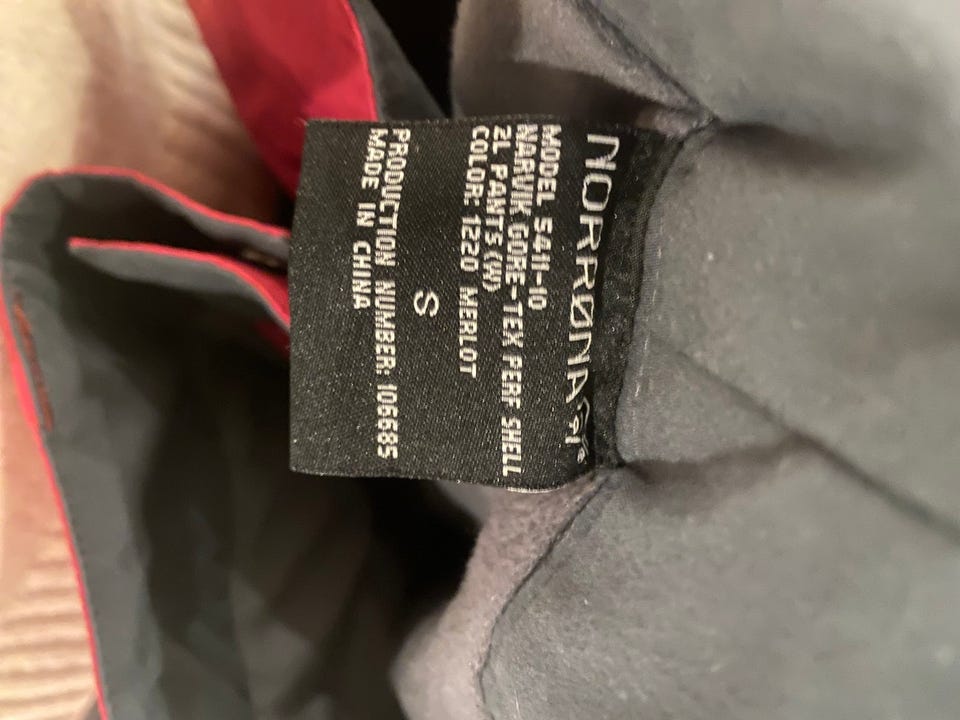 NORRØNA
MODEL 5411-10
NARVIK GORE-TEX PERF SHELL
2L PANTS (W)
COLOR: 1220 MERLOT
S
PRODUCTION NUMBER: 106685
MADE IN CHINA